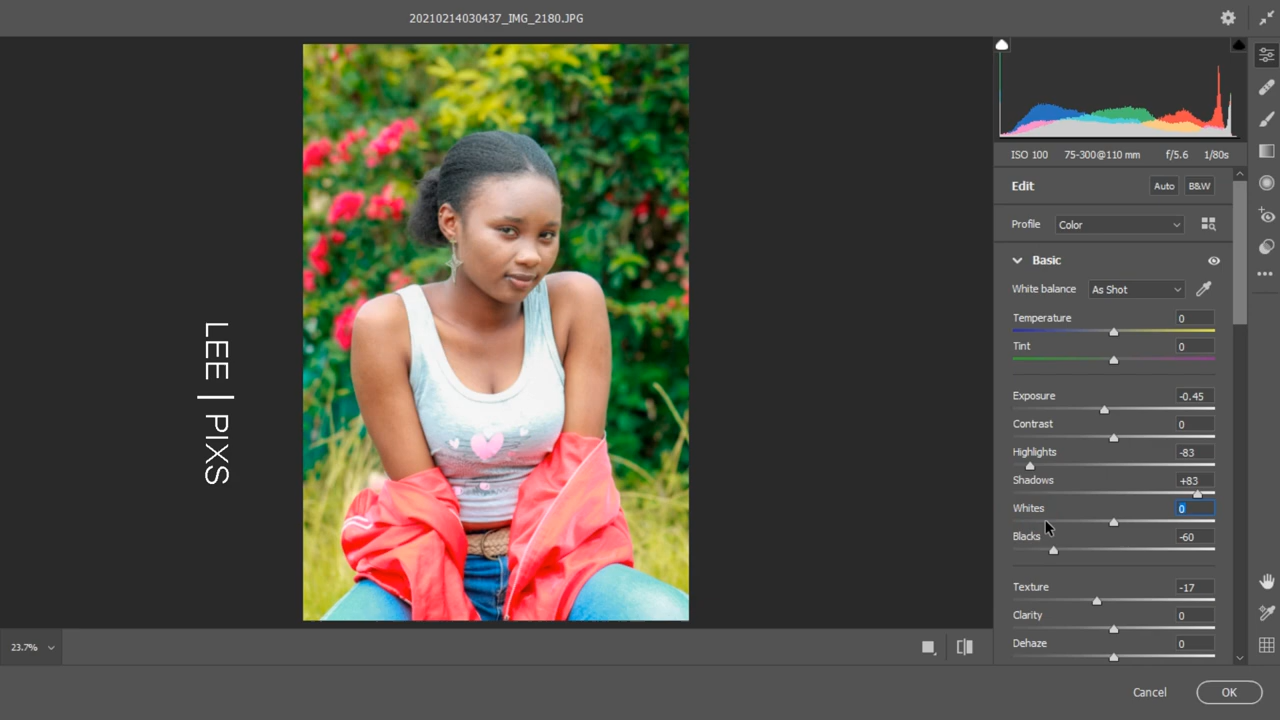 20210214030437_IMG_2180.JPG
ISO 100 75-300@110 mm f/5.6 1/80s
Edit Auto B&W
Profile Color
Basic
White balance As Shot
Temperature 0
Tint 0
Exposure -0.45
Contrast 0
Highlights -83
Shadows +83
Whites 0
Blacks -60
Texture -17
Clarity 0
Dehaze 0
LEE | PIXS
23.7%
Cancel OK